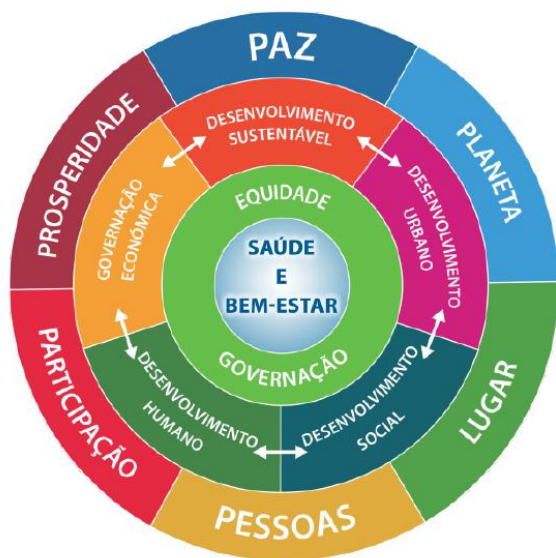 PAZ
PLANETA
LUGAR
PESSOAS
PARTICIPAÇÃO
PROSPERIDADE
DESENVOLVIMENTO
SUSTENTÁVEL
DESENVOLVIMENTO
URBANO
DESENVOLVIMENTO
SOCIAL
DESENVOLVIMENTO
HUMANO
GOVERNAÇÃO
ECONÓMICA
EQUIDADE
SAÚDE
E
BEM-ESTAR
GOVERNAÇÃO